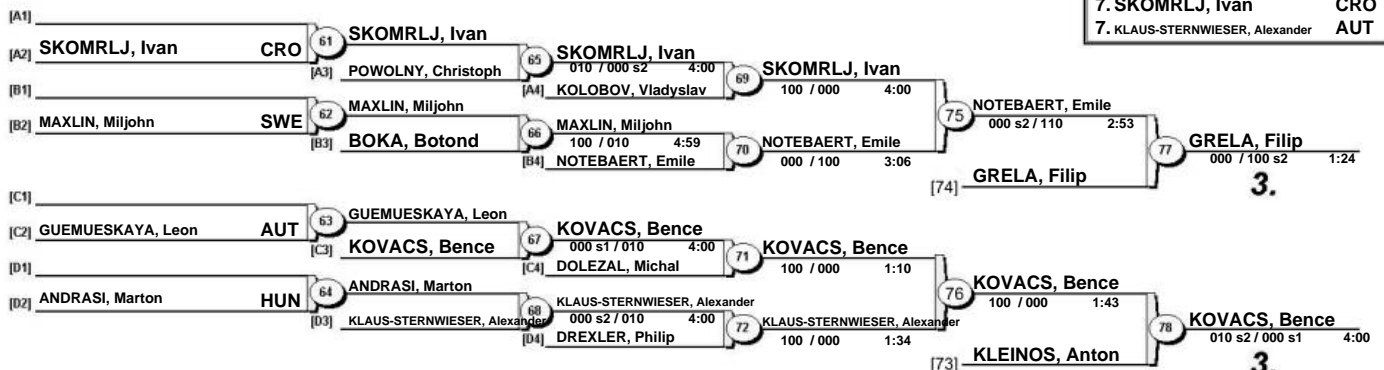 7. SKOMRLJ, Ivan CRO
7. KLAUS-STERNWIESER, Alexander AUT
[A1]
[A2] SKOMRLJ, Ivan CRO
61
SKOMRLJ, Ivan
[A3] POWOLNY, Christoph
65
SKOMRLJ, Ivan
010 / 000 s2 4:00
[A4] KOLOBOV, Vladyslav
69
SKOMRLJ, Ivan
100 / 000 4:00
[B1]
[B2] MAXLIN, Miljohn SWE
62
MAXLIN, Miljohn
[B3] BOKA, Botond
66
MAXLIN, Miljohn
100 / 010 4:59
[B4] NOTEBAERT, Emile
70
NOTEBAERT, Emile
000 / 100 3:06
75
NOTEBAERT, Emile
000 s2 / 110 2:53
[74] GRELA, Filip
77
GRELA, Filip
000 / 100 s2 1:24
3.
[C1]
[C2] GUEMUESKAYA, Leon AUT
63
GUEMUESKAYA, Leon
[C3] KOVACS, Bence
67
KOVACS, Bence
000 s1 / 010 4:00
[C4] DOLEZAL, Michal
71
KOVACS, Bence
100 / 000 1:10
[D1]
[D2] ANDRASI, Marton HUN
64
ANDRASI, Marton
[D3] KLAUS-STERNWIESER, Alexander
68
KLAUS-STERNWIESER, Alexander
000 s2 / 010 4:00
[D4] DREXLER, Philip
72
KLAUS-STERNWIESER, Alexander
100 / 000 1:34
76
KOVACS, Bence
100 / 000 1:43
[73] KLEINOS, Anton
78
KOVACS, Bence
010 s2 / 000 s1 4:00
3.